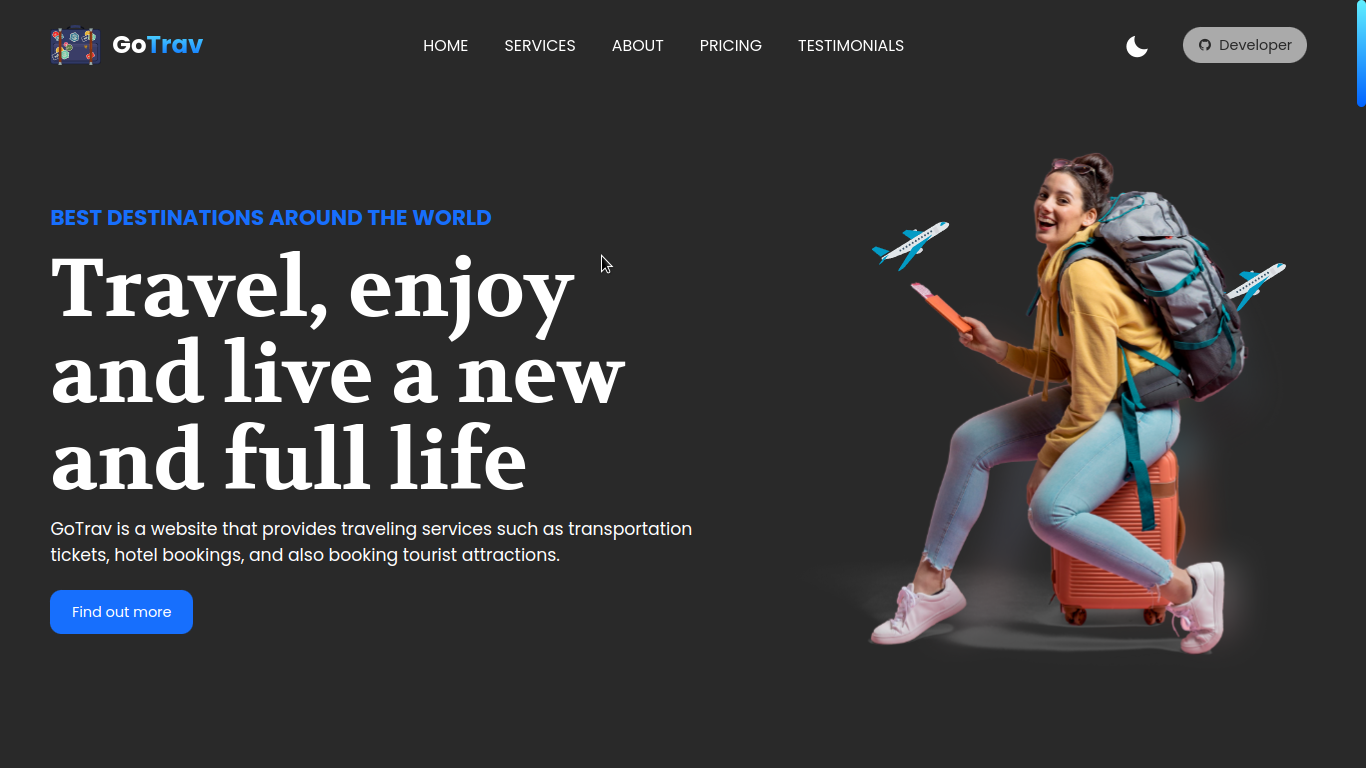 GoTrav
HOME SERVICES ABOUT PRICING TESTIMONIALS
Developer
BEST DESTINATIONS AROUND THE WORLD
Travel, enjoy
and live a new
and full life
GoTrav is a website that provides traveling services such as transportation
tickets, hotel bookings, and also booking tourist attractions.
Find out more